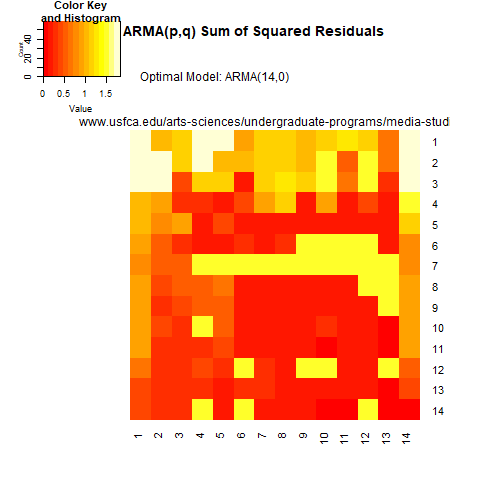 Color Key
and Histogram
ARMA(p,q) Sum of Squared Residuals
Count
0 40
0 0.5 1 1.5
Value
Optimal Model: ARMA(14,0)
www.usfca.edu/arts-sciences/undergraduate-programs/media-stud
1
2
3
4
5
6
7
8
9
10
11
12
13
14
1 2 3 4 5 6 7 8 9 10 11 12 13 14